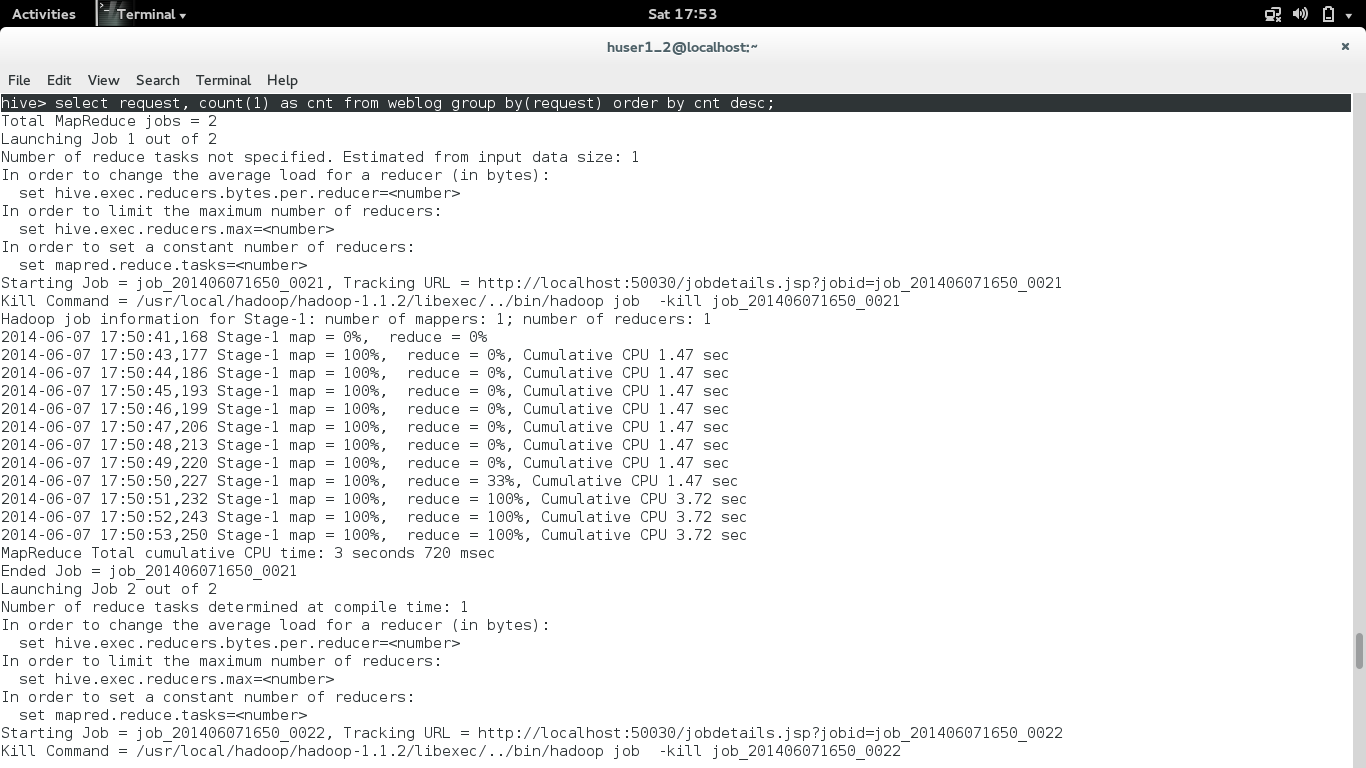 Activities Terminal Sat 17:53
huser1_2@localhost:~ ×
File Edit View Search Terminal Help
hive> select request, count(1) as cnt from weblog group by(request) order by cnt desc;
Total MapReduce jobs = 2
Launching Job 1 out of 2
Number of reduce tasks not specified. Estimated from input data size: 1
In order to change the average load for a reducer (in bytes):
  set hive.exec.reducers.bytes.per.reducer=<number>
In order to limit the maximum number of reducers:
  set hive.exec.reducers.max=<number>
In order to set a constant number of reducers:
  set mapred.reduce.tasks=<number>
Starting Job = job_201406071650_0021, Tracking URL = http://localhost:50030/jobdetails.jsp?jobid=job_201406071650_0021
Kill Command = /usr/local/hadoop/hadoop-1.1.2/libexec/../bin/hadoop job  -kill job_201406071650_0021
Hadoop job information for Stage-1: number of mappers: 1; number of reducers: 1
2014-06-07 17:50:41,168 Stage-1 map = 0%,  reduce = 0%
2014-06-07 17:50:43,177 Stage-1 map = 100%,  reduce = 0%, Cumulative CPU 1.47 sec
2014-06-07 17:50:44,186 Stage-1 map = 100%,  reduce = 0%, Cumulative CPU 1.47 sec
2014-06-07 17:50:45,193 Stage-1 map = 100%,  reduce = 0%, Cumulative CPU 1.47 sec
2014-06-07 17:50:46,199 Stage-1 map = 100%,  reduce = 0%, Cumulative CPU 1.47 sec
2014-06-07 17:50:47,206 Stage-1 map = 100%,  reduce = 0%, Cumulative CPU 1.47 sec
2014-06-07 17:50:48,213 Stage-1 map = 100%,  reduce = 0%, Cumulative CPU 1.47 sec
2014-06-07 17:50:49,220 Stage-1 map = 100%,  reduce = 0%, Cumulative CPU 1.47 sec
2014-06-07 17:50:50,227 Stage-1 map = 100%,  reduce = 33%, Cumulative CPU 1.47 sec
2014-06-07 17:50:51,232 Stage-1 map = 100%,  reduce = 100%, Cumulative CPU 3.72 sec
2014-06-07 17:50:52,243 Stage-1 map = 100%,  reduce = 100%, Cumulative CPU 3.72 sec
2014-06-07 17:50:53,250 Stage-1 map = 100%,  reduce = 100%, Cumulative CPU 3.72 sec
MapReduce Total cumulative CPU time: 3 seconds 720 msec
Ended Job = job_201406071650_0021
Launching Job 2 out of 2
Number of reduce tasks determined at compile time: 1
In order to change the average load for a reducer (in bytes):
  set hive.exec.reducers.bytes.per.reducer=<number>
In order to limit the maximum number of reducers:
  set hive.exec.reducers.max=<number>
In order to set a constant number of reducers:
  set mapred.reduce.tasks=<number>
Starting Job = job_201406071650_0022, Tracking URL = http://localhost:50030/jobdetails.jsp?jobid=job_201406071650_0022
Kill Command = /usr/local/hadoop/hadoop-1.1.2/libexec/../bin/hadoop job  -kill job_201406071650_0022